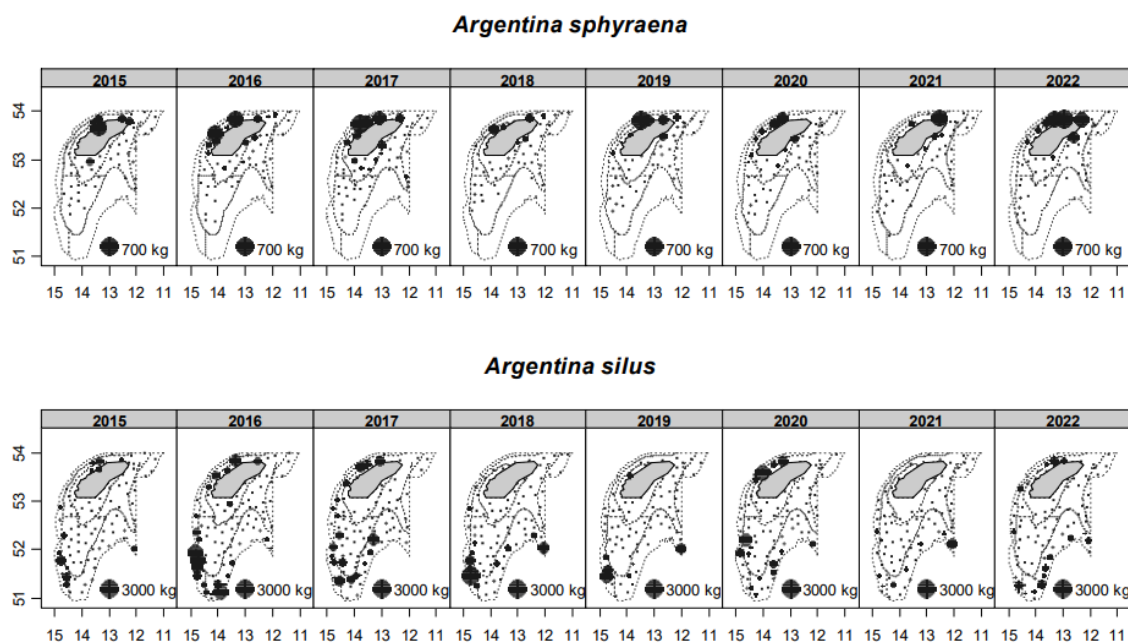 Argentina sphyraena
2015 2016 2017 2018 2019 2020 2021 2022
54
53
52
51
700 kg 700 kg 700 kg 700 kg 700 kg 700 kg 700 kg 700 kg
15 14 13 12 11 15 14 13 12 11 15 14 13 12 11 15 14 13 12 11 15 14 13 12 11 15 14 13 12 11 15 14 13 12 11 15 14 13 12 11
Argentina silus
2015 2016 2017 2018 2019 2020 2021 2022
54
53
52
51
3000 kg 3000 kg 3000 kg 3000 kg 3000 kg 3000 kg 3000 kg 3000 kg
15 14 13 12 11 15 14 13 12 11 15 14 13 12 11 15 14 13 12 11 15 14 13 12 11 15 14 13 12 11 15 14 13 12 11 15 14 13 12 11